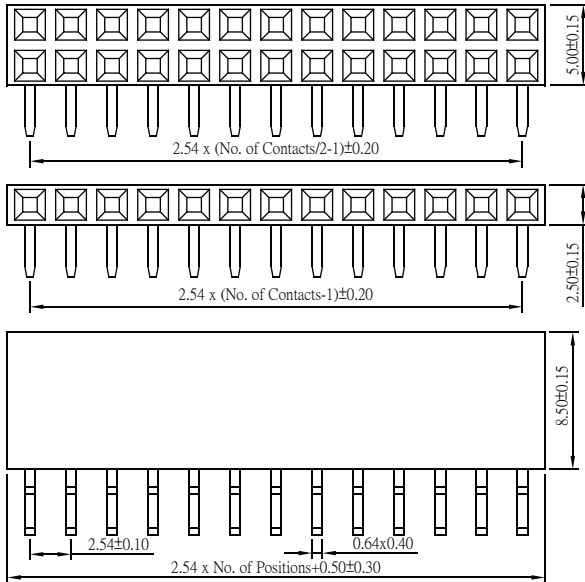 5.00±0.15
2.54 x (No. of Contacts/2-1)±0.20
2.50±0.15
2.54 x (No. of Contacts-1)±0.20
8.50±0.15
2.54±0.10
0.64x0.40
2.54 x No. of Positions+0.50±0.30